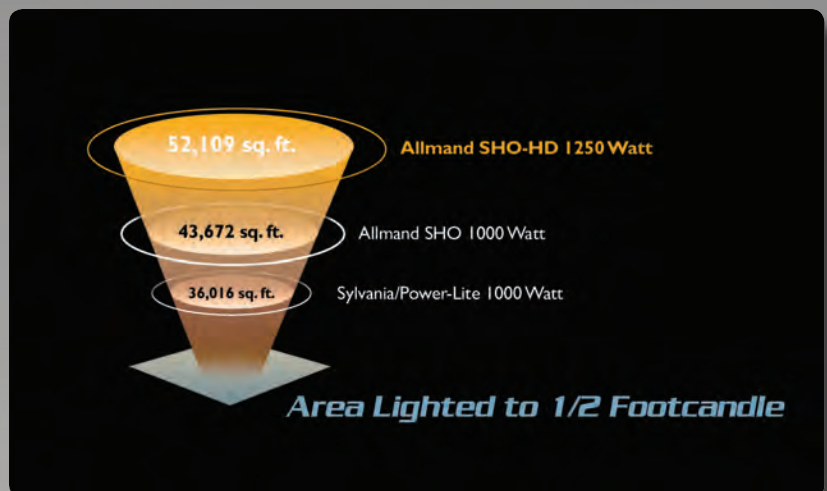 52,109 sq. ft.
Allmand SHO-HD 1250 Watt
43,672 sq. ft.
Allmand SHO 1000 Watt
36,016 sq. ft.
Sylvania/Power-Lite 1000 Watt
Area Lighted to 1/2 Footcandle